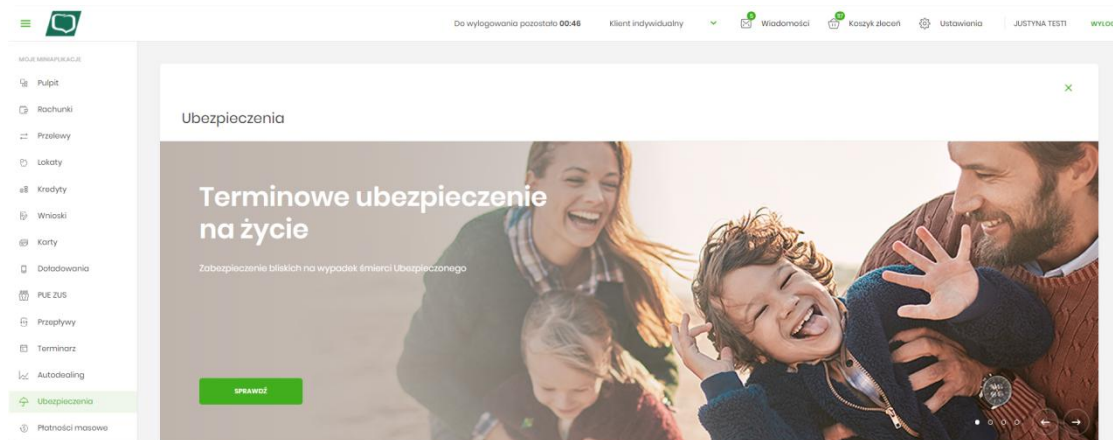 Do wylogowania pozostało 00:46
Klient indywidualny
5
Wiadomości
Koszyk zleceń
Ustawienia
JUSTYNA TESTI
MOJE MINIAPLIKACJE
Pulpit
Rachunki
Przelewy
Lokaty
Kredyty
Wnioski
Karty
Doładowania
PUE ZUS
Przepływy
Terminarz
Autodealing
Ubezpieczenia
Płatności masowe
Ubezpieczenia
Terminowe ubezpieczenie
na życie
Zabezpieczenie bliskich na wypadek śmierci Ubezpieczonego
SPRAWDŹ